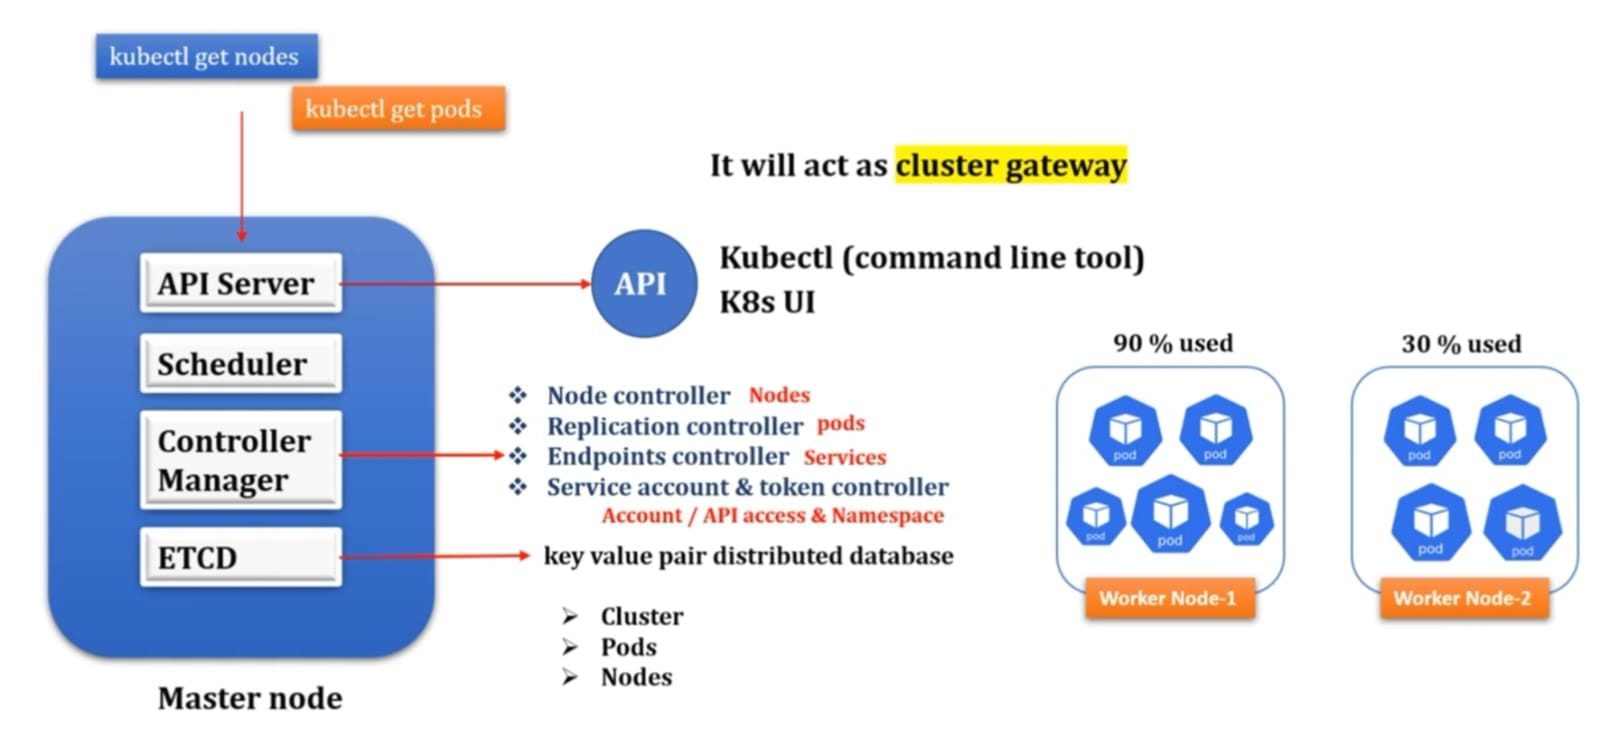 kubectl get nodes
kubectl get pods
It will act as cluster gateway
API Server
API
Kubectl (command line tool)
K8s UI
Scheduler
Controller
Manager
ETCD
Master node
Node controller Nodes
Replication controller pods
Endpoints controller Services
Service account & token controller
Account / API access & Namespace
key value pair distributed database
Cluster
Pods
Nodes
90 % used
pod
pod
pod
pod
pod
Worker Node-1
30 % used
pod
pod
pod
pod
Worker Node-2